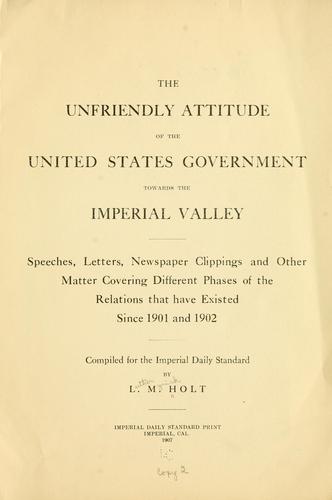 THE
UNFRIENDLY ATTITUDE
OF THE
UNITED STATES GOVERNMENT
TOWARDS THE
IMPERIAL VALLEY
Speeches, Letters, Newspaper Clippings and Other
Matter Covering Different Phases of the
Relations that have Existed
Since 1901 and 1902
Compiled for the Imperial Daily Standard
BY
L. M. HOLT
IMPERIAL DAILY STANDARD PRINT
IMPERIAL, CAL.
1907
Copy 2